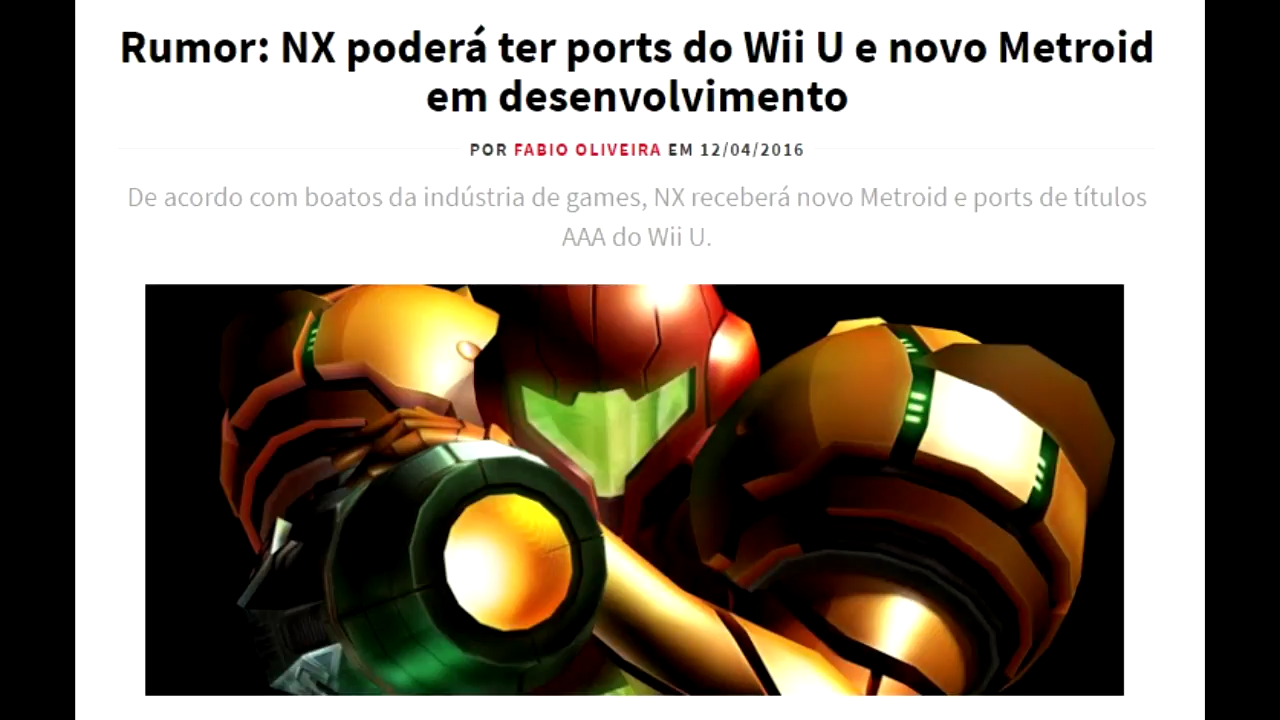 Rumor: NX poderá ter ports do Wii U e novo Metroid
em desenvolvimento
POR FABIO OLIVEIRA EM 12/04/2016
De acordo com boatos da indústria de games, NX receberá novo Metroid e ports de títulos
AAA do Wii U.